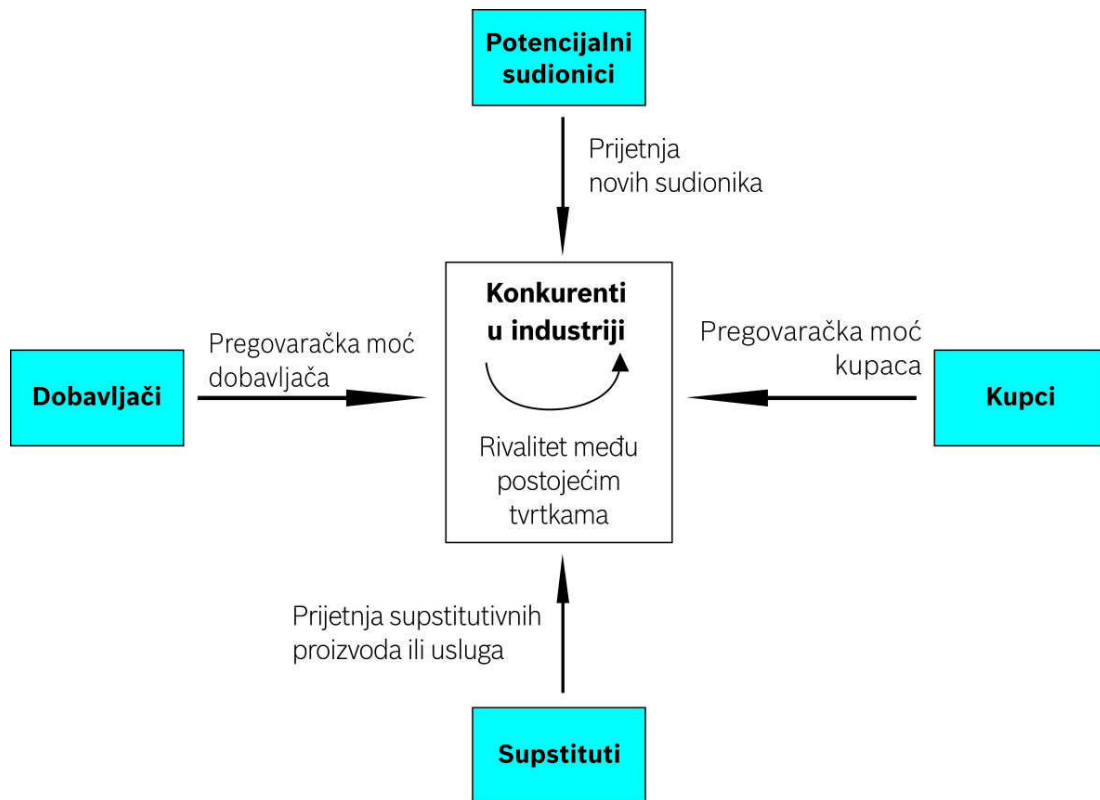 Potencijalni
sudionici
Prijetnja
novih sudionika
Konkurenti
u industriji
Pregovaračka moć
dobavljača
Pregovaračka moć
kupaca
Dobavljači
Kupci
Rivalitet među
postojećim
tvrtkama
Prijetnja supstitutivnih
proizvoda ili usluga
Supstituti